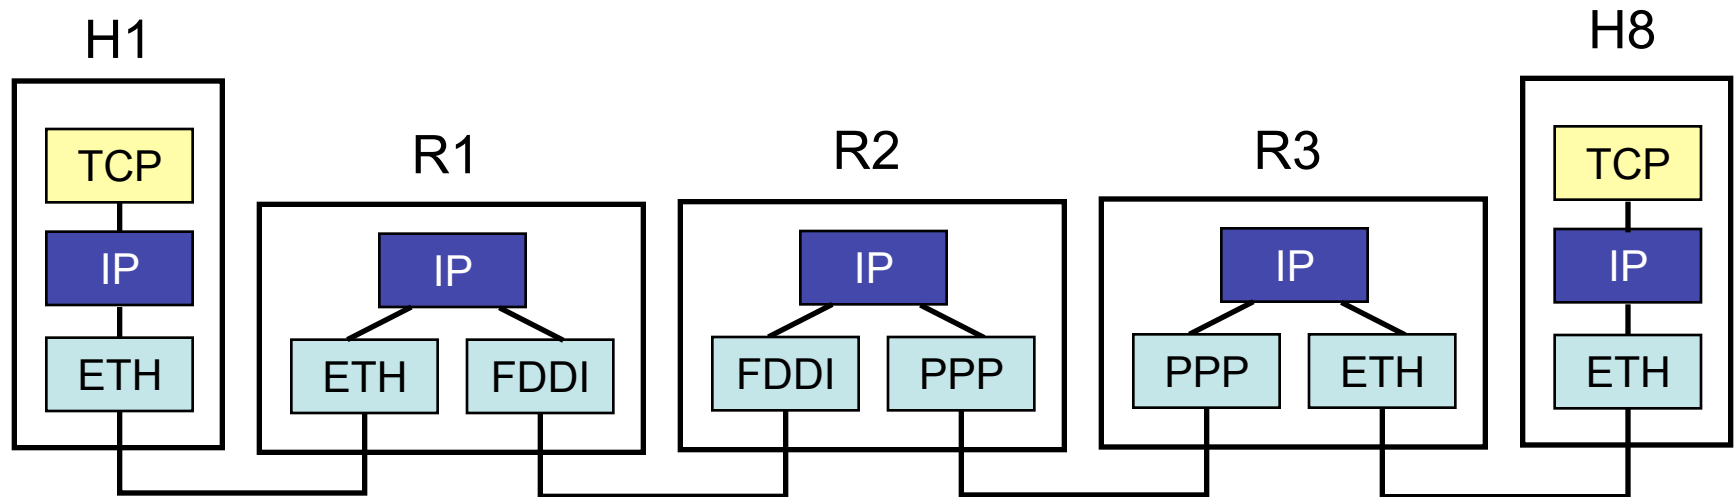 H1
TCP
IP
ETH
R1
IP
ETH FDDI
R2
IP
FDDI PPP
R3
IP
PPP ETH
H8
TCP
IP
ETH